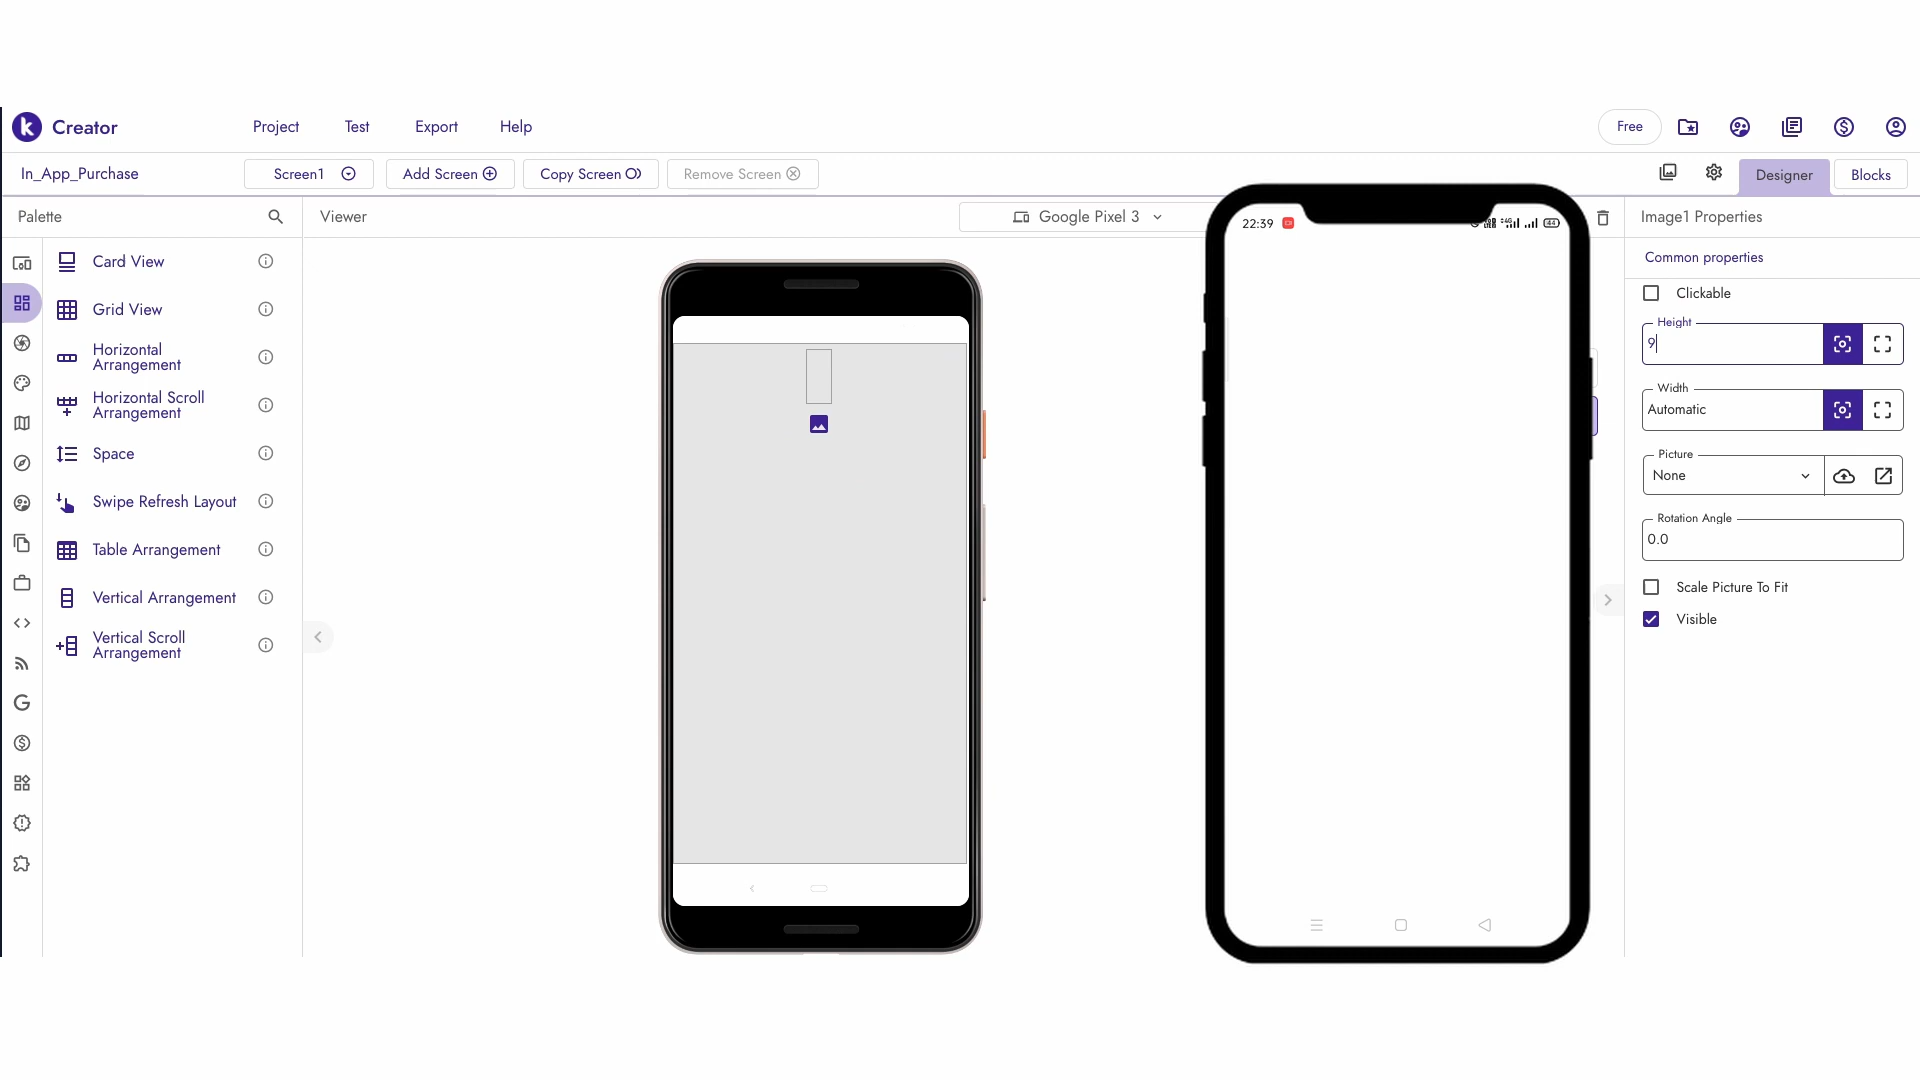 Creator
Project
Test
Export
Help
Free
In_App_Purchase
Screen1
Add Screen
Copy Screen
Remove Screen
Designer
Blocks
Palette
Viewer
Google Pixel 3
Image1 Properties
Card View
Grid View
Horizontal
Arrangement
Horizontal Scroll
Arrangement
Space
Swipe Refresh Layout
Table Arrangement
Vertical Arrangement
Vertical Scroll
Arrangement
22:39
44
Common properties
Clickable
Height
9
Width
Automatic
Picture
None
Rotation Angle
0.0
Scale Picture To Fit
Visible